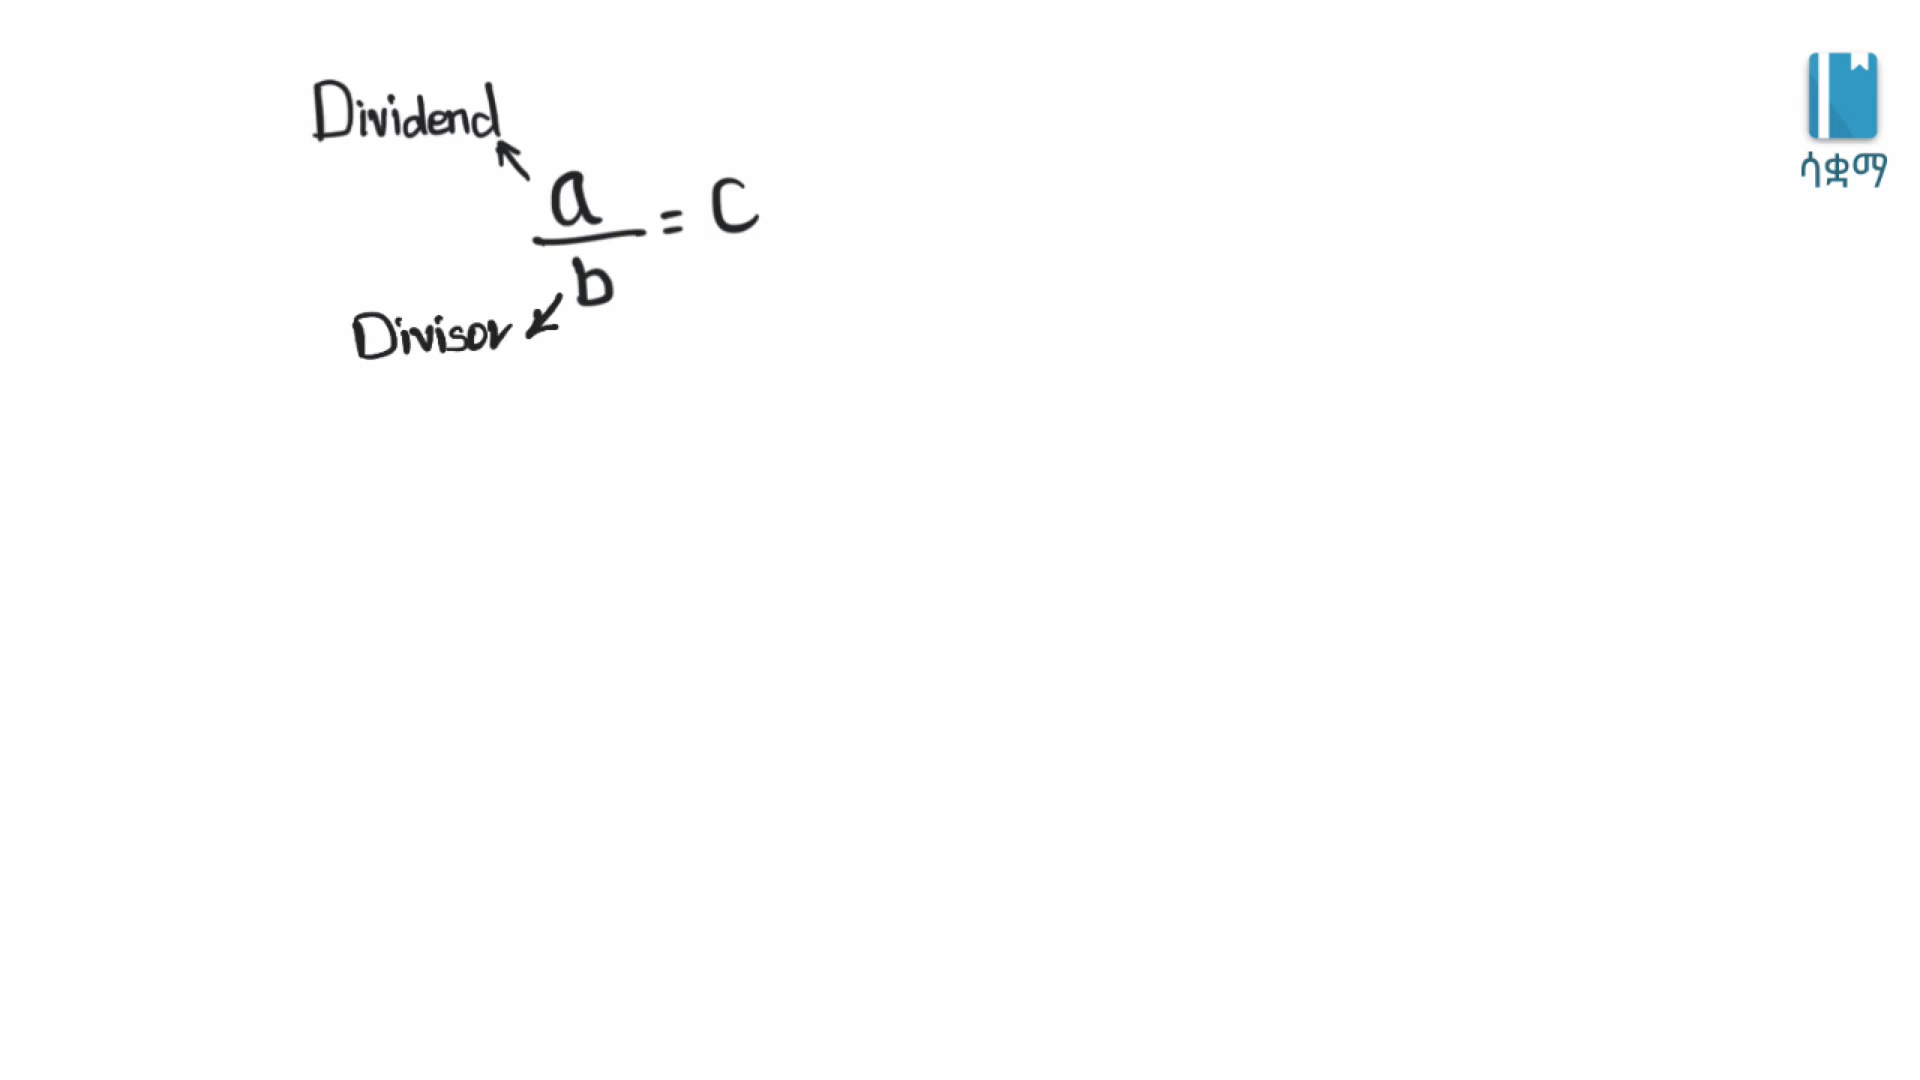 Dividend
a
= c
b
Divisor
ሳቋማ